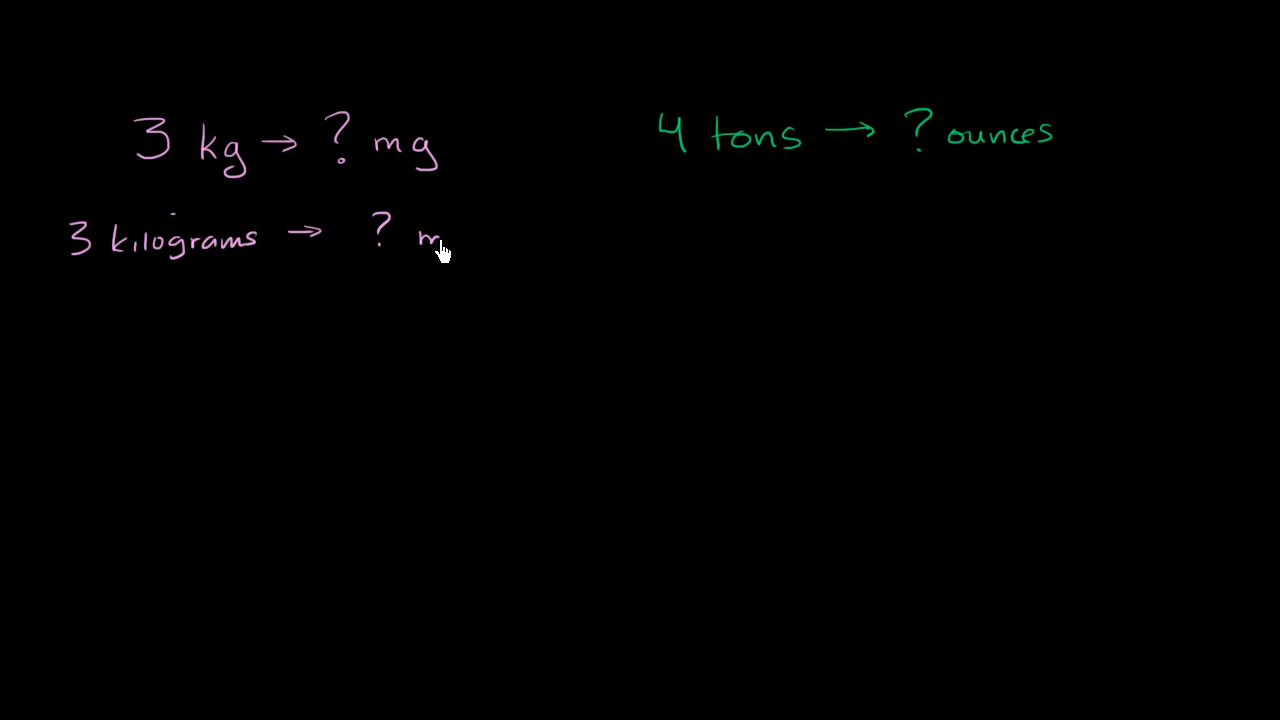 3 kg → ? mg
4 tons → ? ounces
3 kilograms → ? m